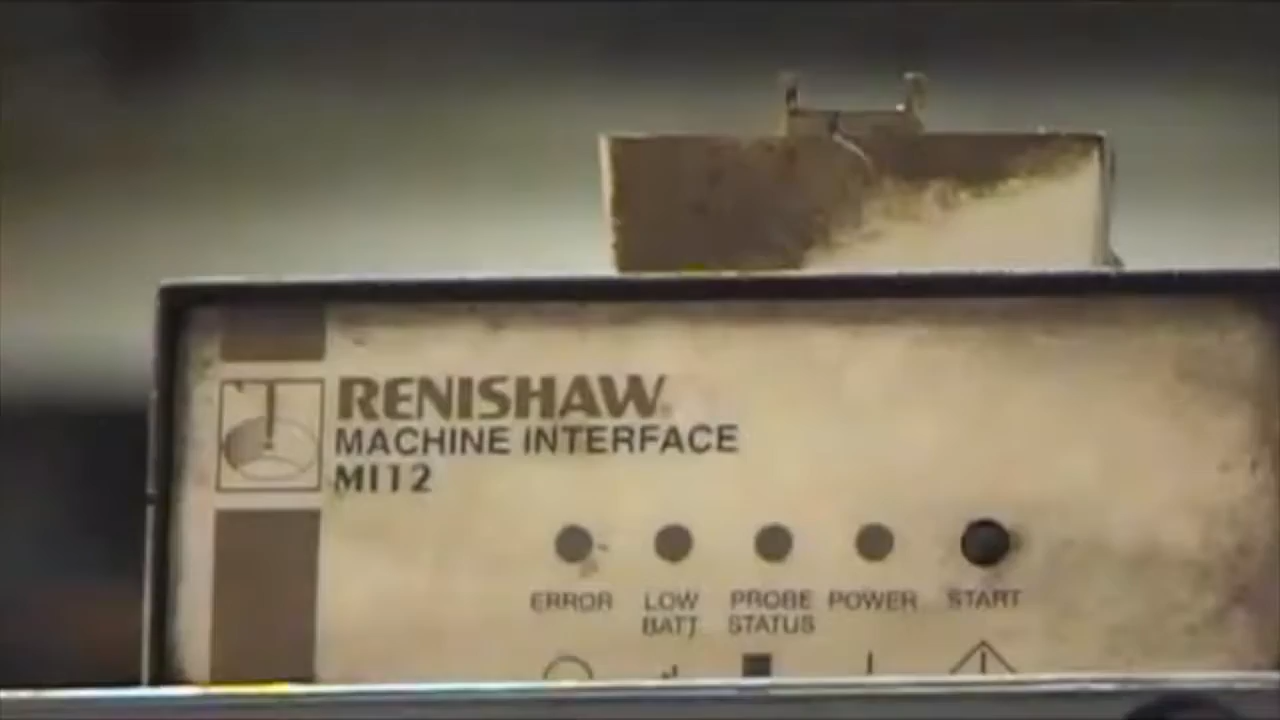 RENISHAW
MACHINE INTERFACE
MI12
ERROR LOW BATT PROBE STATUS POWER START